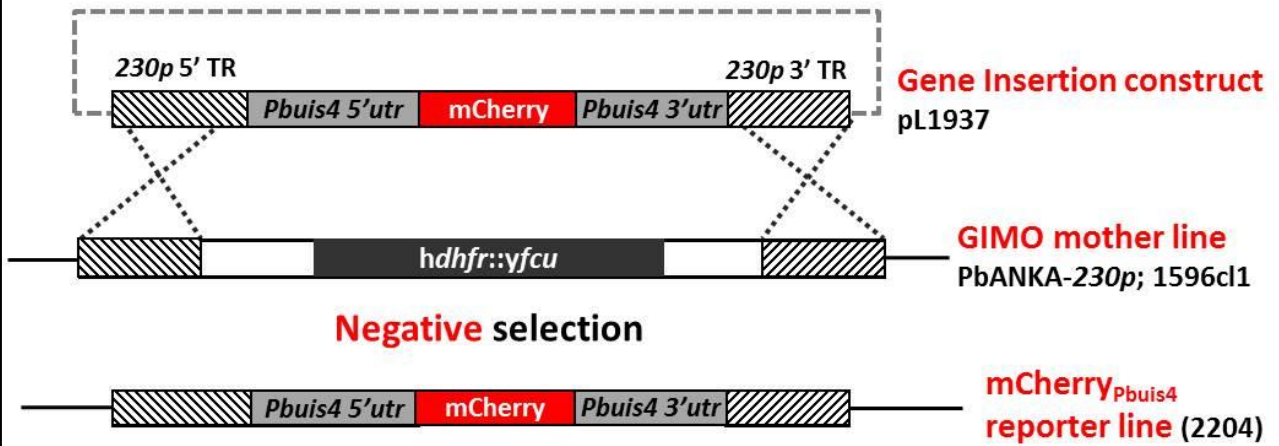 230p 5’ TR
230p 3’ TR
Pbuis4 5’utr
mCherry
Pbuis4 3’utr
Gene Insertion construct
pL1937
hdhfr::yfcu
GIMO mother line
PbANKA-230p; 1596cl1
Negative selection
Pbuis4 5’utr
mCherry
Pbuis4 3’utr
mCherryPbuis4
reporter line (2204)